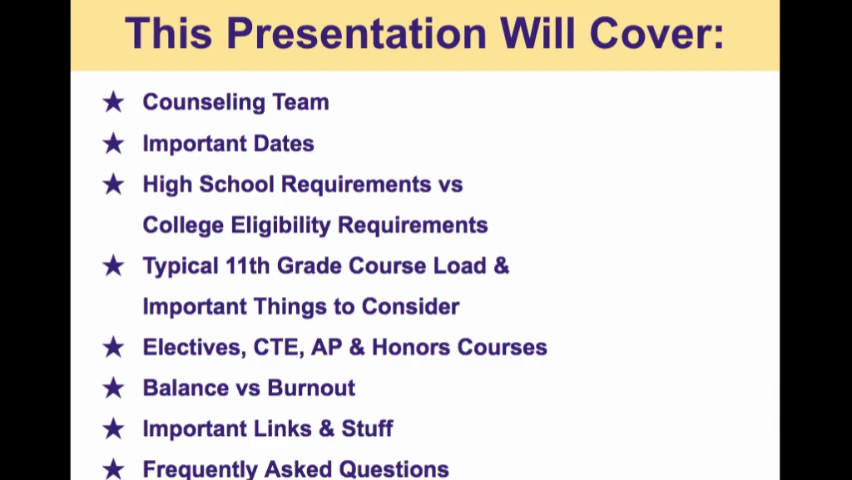 This Presentation Will Cover:
★ Counseling Team
★ Important Dates
★ High School Requirements vs
College Eligibility Requirements
★ Typical 11th Grade Course Load &
Important Things to Consider
★ Electives, CTE, AP & Honors Courses
★ Balance vs Burnout
★ Important Links & Stuff
★ Frequently Asked Questions